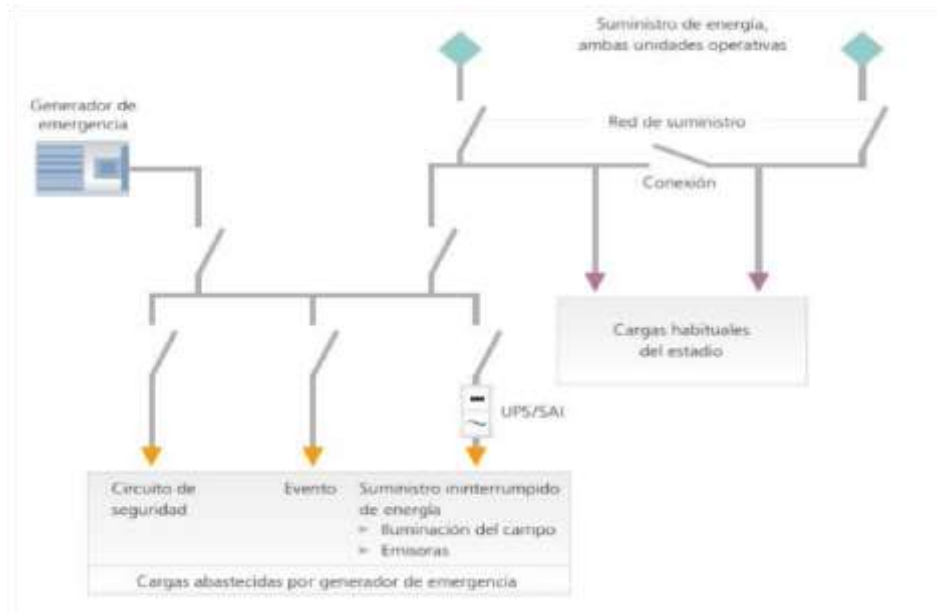 Suministro de energía,
ambas unidades operativas
Generador de
emergencia
Red de suministro
Conexión
Cargas habituales
del estadio
UPS/SAI
Circuito de
seguridad
Evento
Suministro ininterrumpido
de energía
► Iluminación del campo
► Emisoras
Cargas abastecidas por generador de emergencia